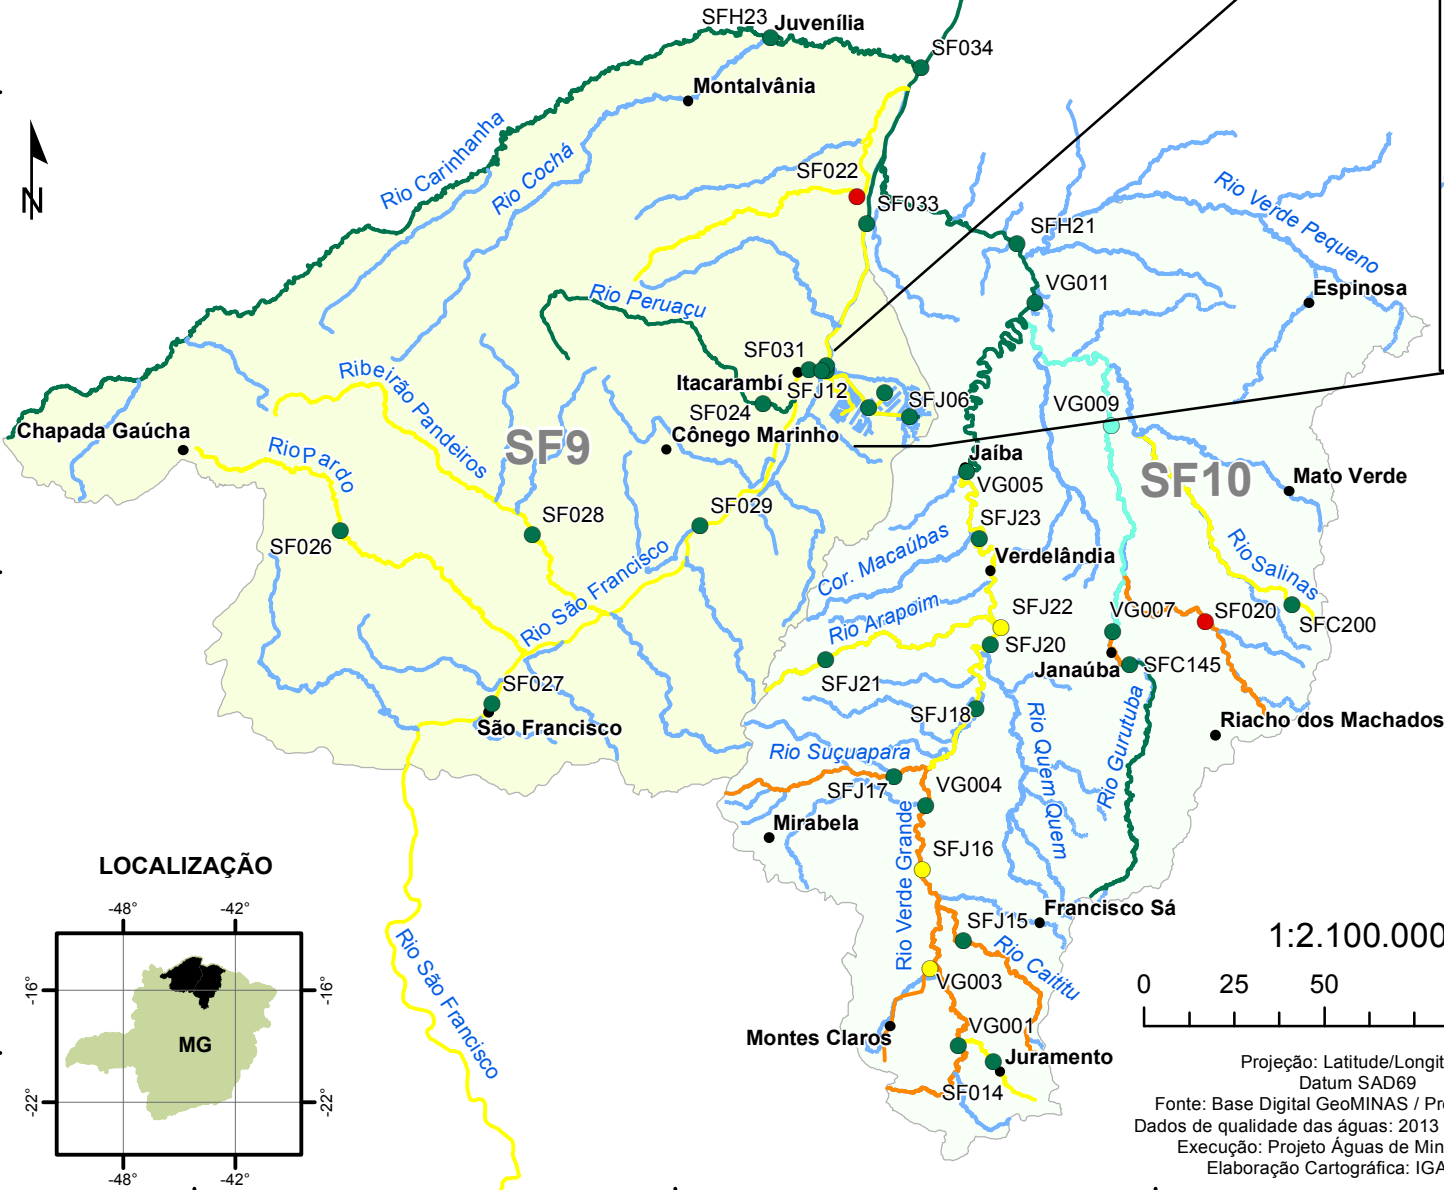 SFH23
Juvenília
SF034
Montalvânia
Rio Carinhanha
Rio Cochá
N
SF022
SF033
Rio Verde Pequeno
SFH21
VG011
Espinosa
Rio Peruaçu
SF031
Itacarambí
SFJ12
SF024
SFJ06
Ribeirão Pandeiros
VG009
Chapada Gaúcha
Rio Pardo
SF9
Cônego Marinho
Jaíba
VG005
SF10
Mato Verde
SF029
SF028
SF026
SFJ23
Cor. Macaúbas
Verdelândia
Rio Salinas
Rio São Francisco
Rio Arapoim
SFJ22
VG007
SF020
SFC200
SFJ20
Janaúba
SFC145
SFJ21
SF027
São Francisco
SFJ18
Rio Quem Quem
Rio Gurutuba
Riacho dos Machados
Rio Suçuapara
SFJ17
VG004
Mirabela
Rio Verde Grande
SFJ16
LOCALIZAÇÃO
-48°
-42°
Francisco Sá
SFJ15
Rio Caititu
1:2.100.000
0 25 50
Rio São Francisco
-16°
-16°
VG003
MG
Montes Claros
VG001
Juramento
SF014
-22°
-22°
-48°
-42°
Projeção: Latitude/Longit
Datum SAD69
Fonte: Base Digital GeoMINAS / Pr
Dados de qualidade das águas: 2013
Execução: Projeto Águas de Min
Elaboração Cartográfica: IGA